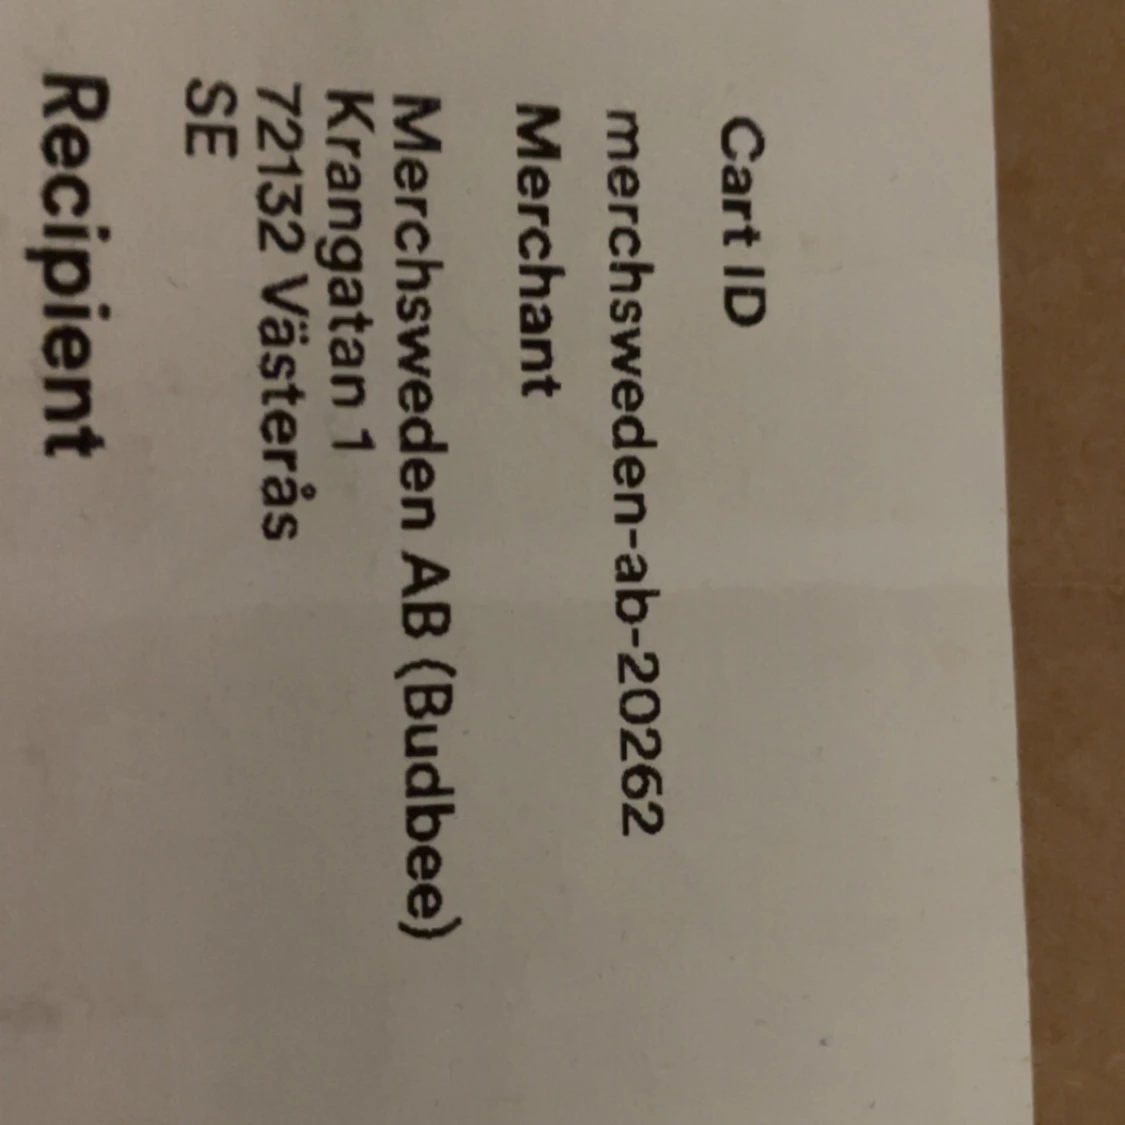 Cart ID
merchsweden-ab-20262
Merchant
Merchsweden AB (Budbee)
Krangatan 1
72132 Västerås
SE
Recipient